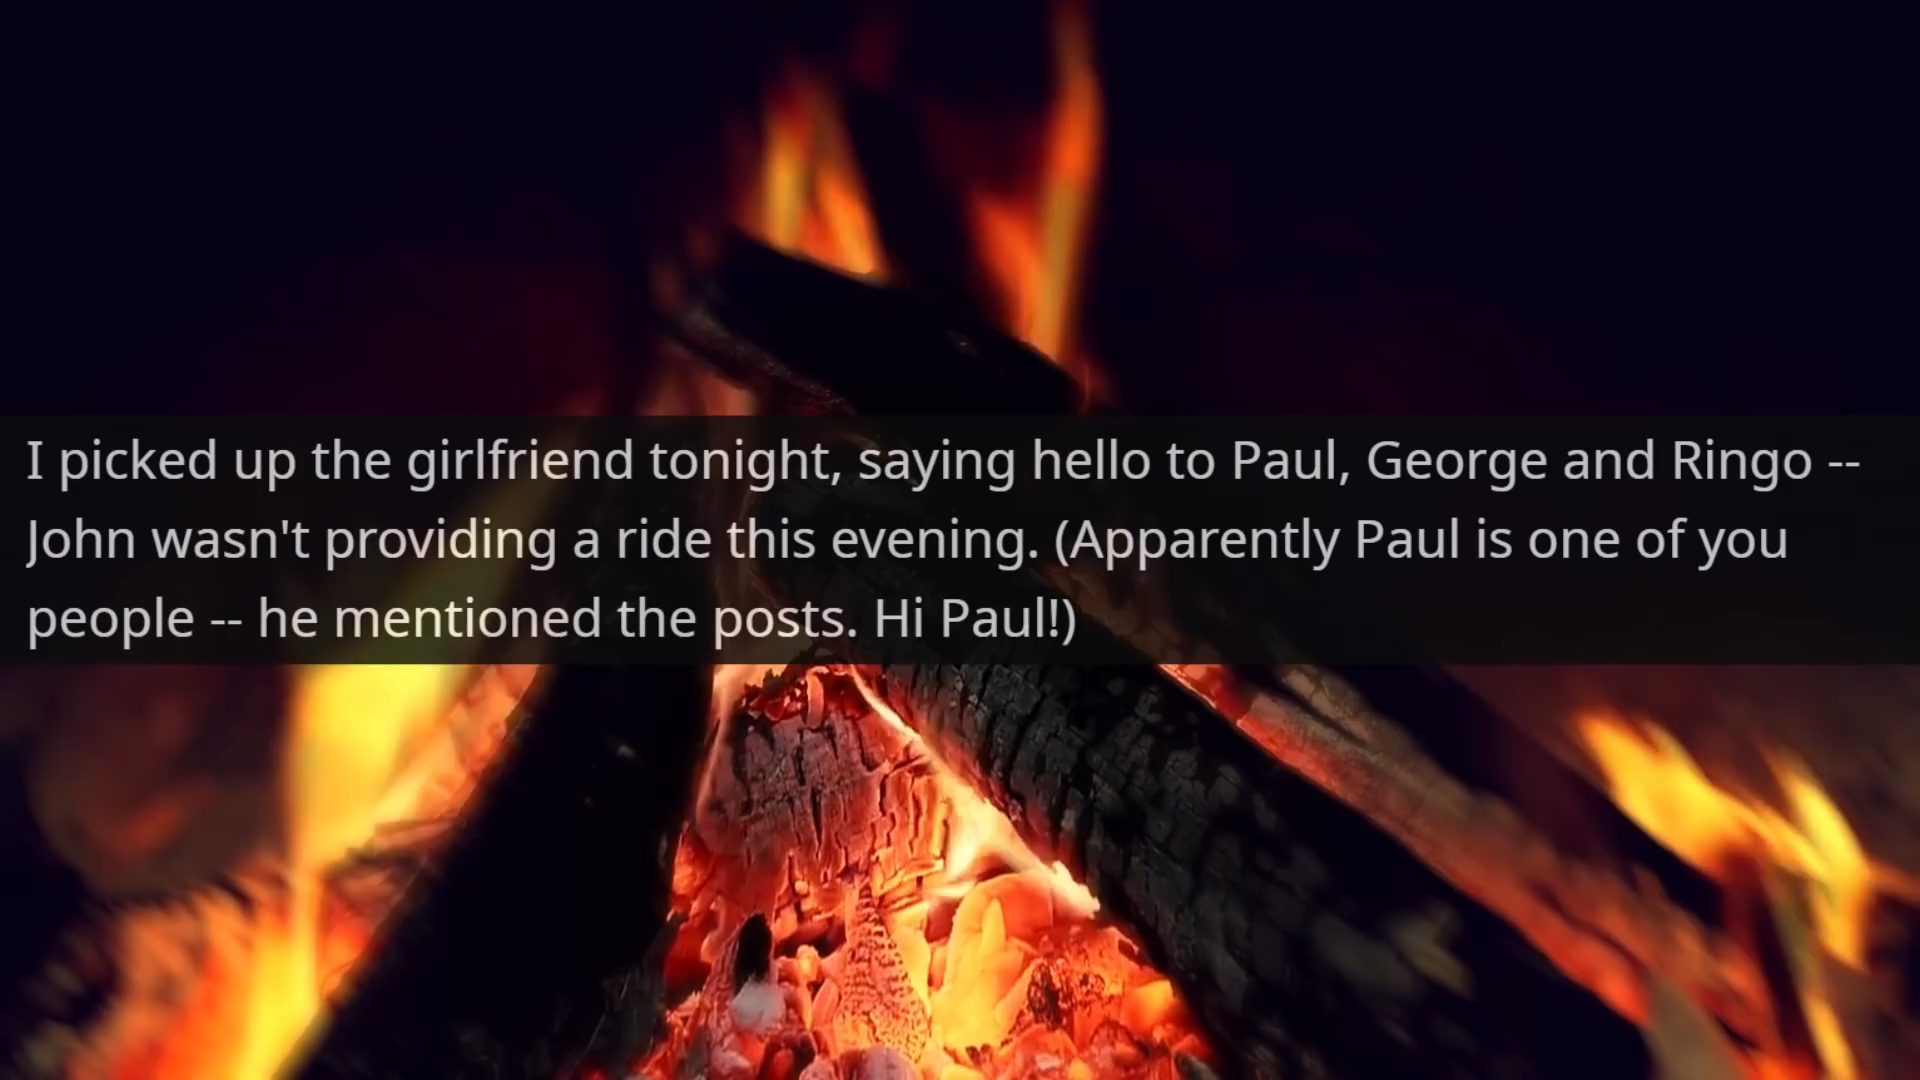 I picked up the girlfriend tonight, saying hello to Paul, George and Ringo --
John wasn't providing a ride this evening. (Apparently Paul is one of you
people -- he mentioned the posts. Hi Paul!)